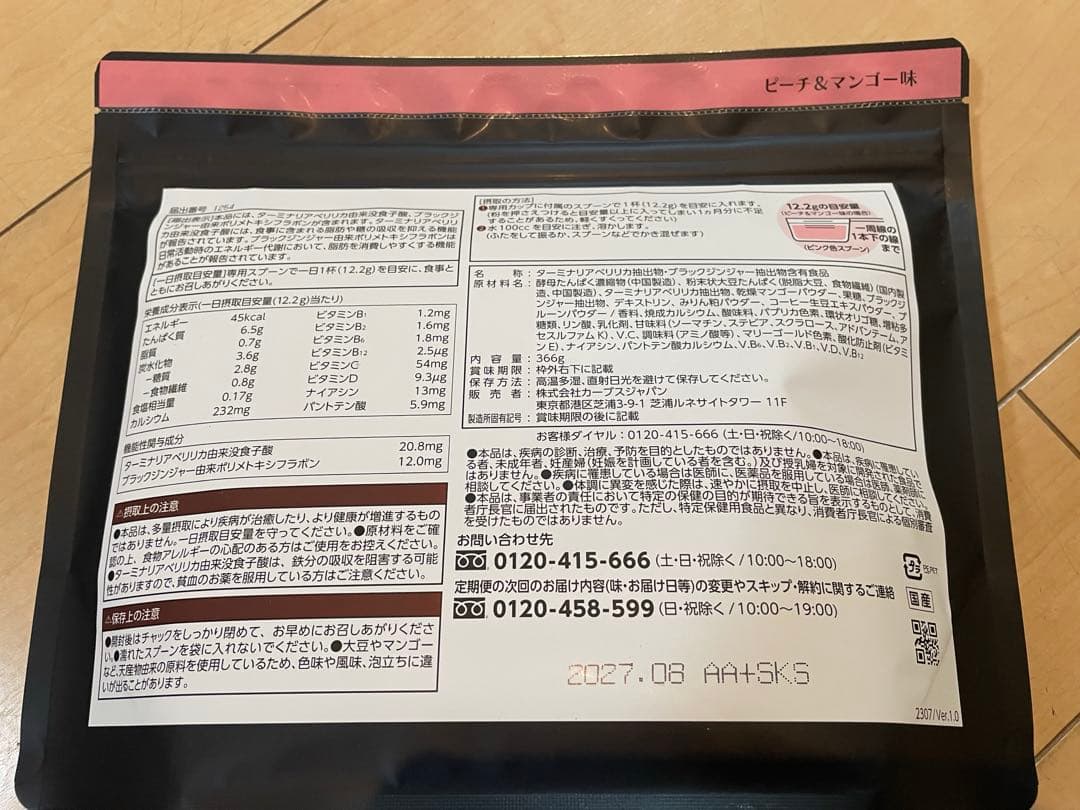 ピーチ&マンゴー味
届出番号 I254
[届出表示]本品には、ターミナリアベリリカ由来没食子酸、ブラックジ
ンジャー由来ポリメトキシフラボンが含まれます。ターミナリアベリリ
カ由来没食子酸には、食事に含まれる脂肪や糖の吸収を抑える機能
が報告されています。ブラックジンジャー由来ポリメトキシフラボンは
日常活動時のエネルギー代謝において、脂肪を消費しやすくする機能
があることが報告されています。
[一日摂取目安量]専用スプーンで一日1杯(12.2g)を目安に、食事と
ともにお召しあがりください。
栄養成分表示(一日摂取目安量(12.2g)当たり)
エネルギー 45kcal ビタミンB₁ 1.2mg
たんぱく質 6.5g ビタミンB₂ 1.6mg
脂質 0.7g ビタミンB₆ 1.8mg
炭水化物 3.6g ビタミンB₁₂ 2.5μg
−糖質 2.8g ビタミンC 54mg
−食物繊維 0.8g ビタミンD 9.3μg
食塩相当量 0.17g ナイアシン 13mg
カルシウム 232mg パントテン酸 5.9mg
機能性関与成分
ターミナリアベリリカ由来没食子酸 20.8mg
ブラックジンジャー由来ポリメトキシフラボン 12.0mg
⚠摂取上の注意
●本品は、多量摂取により疾病が治癒したり、より健康が増進するもの
ではありません。一日摂取目安量を守ってください。●原材料をご確
認の上、食物アレルギーの心配のある方はご使用をお控えください。
●ターミナリアベリリカ由来没食子酸は、鉄分の吸収を阻害する可能
性がありますので、貧血のお薬を服用している方はご注意ください。
⚠保存上の注意
●開封後はチャックをしっかり閉めて、お早めにお召しあがりくださ
い。●濡れたスプーンを袋に入れないでください。●大豆やマンゴー
など、天産物由来の原料を使用しているため、色味や風味、泡立ちに違
いが出ることがあります。
[摂取の方法]
❶専用カップに付属のスプーンで1杯(12.2g)を目安に入れます。
(粉を押さえつけると目安量以上に入ってしまい1ヵ月分に不足
することがあるため、軽くすくってください)
❷水100ccを目安に注ぎ、溶かします。
(ふたをして振るか、スプーンなどでかき混ぜます)
12.2gの目安量
(ピーチ&マンゴー味の場合)
一周線の
1本下の線
まで
(ピンク色スプーン)
名 称:ターミナリアベリリカ抽出物・ブラックジンジャー抽出物含有食品
原材料名:酵母たんぱく濃縮物(中国製造)、粉末状大豆たんぱく(脱脂大豆、食物繊維)(国内製
造、中国製造)、ターミナリアベリリカ抽出物、乾燥マンゴーパウダー、果糖、ブラックジ
ンジャー抽出物、デキストリン、みりん粕パウダー、コーヒー生豆エキスパウダー、プ
ルーンパウダー / 香料、焼成カルシウム、酸味料、パプリカ色素、環状オリゴ糖、増粘多
糖類、リン酸、乳化剤、甘味料(ソーマチン、ステビア、スクラロース、アドバンテーム、ア
セスルファムK)、V.C、調味料(アミノ酸等)、マリーゴールド色素、酸化防止剤(ビタミ
ンE)、ナイアシン、パントテン酸カルシウム、V.B₆、V.B₂、V.B₁、V.D、V.B₁₂
内容量:366g
賞味期限:枠外右下に記載
保存方法:高温多湿、直射日光を避けて保存してください。
販売者:株式会社カーブスジャパン
東京都港区芝浦3-9-1 芝浦ルネサイトタワー 11F
製造所固有記号:賞味期限の後に記載
お客様ダイヤル:0120-415-666 (土・日・祝除く/10:00〜18:00)
●本品は、疾病の診断、治療、予防を目的としたものではありません。●本品は、疾病に罹患してい
る者、未成年者、妊産婦(妊娠を計画している者を含む。)及び授乳婦を対象に開発された食品で
はありません。●疾病に罹患している場合は医師に、医薬品を服用している場合は医師、薬剤師に
相談してください。●体調に異変を感じた際は、速やかに摂取を中止し、医師に相談してください。
●本品は、事業者の責任において特定の保健の目的が期待できる旨を表示するものとして、消費
者庁長官に届出されたものです。ただし、特定保健用食品と異なり、消費者庁長官による個別審査
を受けたものではありません。
お問い合わせ先
0120-415-666 (土・日・祝除く/10:00〜18:00)
定期便の次回のお届け内容(味・お届け日等)の変更やスキップ・解約に関するご連絡
0120-458-599 (日・祝除く/10:00〜19:00)
プラ
国産
2027.08 AA+SKS
2307/Ver.1.0